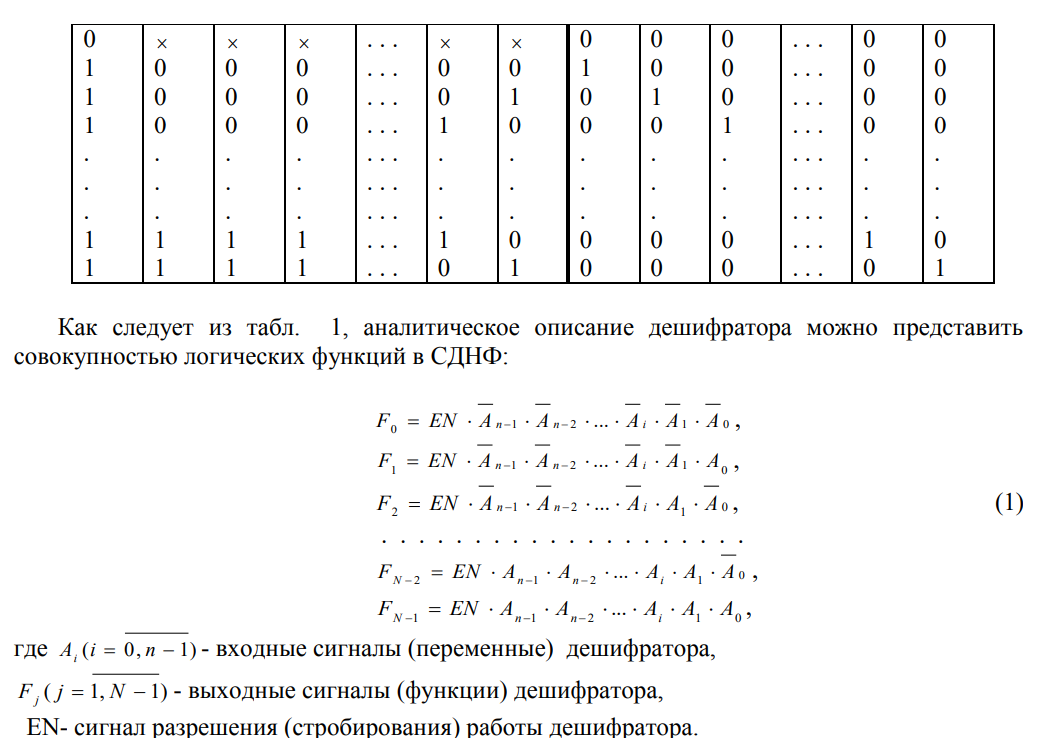 0 × × × . . . × × 0 0 0 . . . 0 0
1 0 0 0 . . . 0 0 1 0 0 . . . 0 0
1 0 0 0 . . . 0 1 0 1 0 . . . 0 0
1 0 0 0 . . . 1 0 0 0 1 . . . 0 0
. . . . . . . . . . . . . . . . .
. . . . . . . . . . . . . . . . .
. . . . . . . . . . . . . . . . .
1 1 1 1 . . . 1 0 0 0 0 . . . 1 0
1 1 1 1 . . . 0 1 0 0 0 . . . 0 1
Как следует из табл. 1, аналитическое описание дешифратора можно представить
совокупностью логических функций в СДНФ:
F₀ = EN · A̅ₙ₋₁ · A̅ₙ₋₂ · ... · A̅ᵢ · A̅₁ · A̅₀ ,
F₁ = EN · A̅ₙ₋₁ · A̅ₙ₋₂ · ... · A̅ᵢ · A̅₁ · A₀ ,
F₂ = EN · A̅ₙ₋₁ · A̅ₙ₋₂ · ... · A̅ᵢ · A₁ · A̅₀ , (1)
. . . . . . . . . . . . . . . . . . . .
F_{N−2} = EN · Aₙ₋₁ · Aₙ₋₂ · ... · Aᵢ · A₁ · A̅₀ ,
F_{N−1} = EN · Aₙ₋₁ · Aₙ₋₂ · ... · Aᵢ · A₁ · A₀ ,
где Aᵢ (i = 0̅,̅ ̅n̅ ̅−̅ ̅1̅) - входные сигналы (переменные) дешифратора,
Fⱼ (j = 1̅,̅ ̅N̅ ̅−̅ ̅1̅) - выходные сигналы (функции) дешифратора,
EN- сигнал разрешения (стробирования) работы дешифратора.